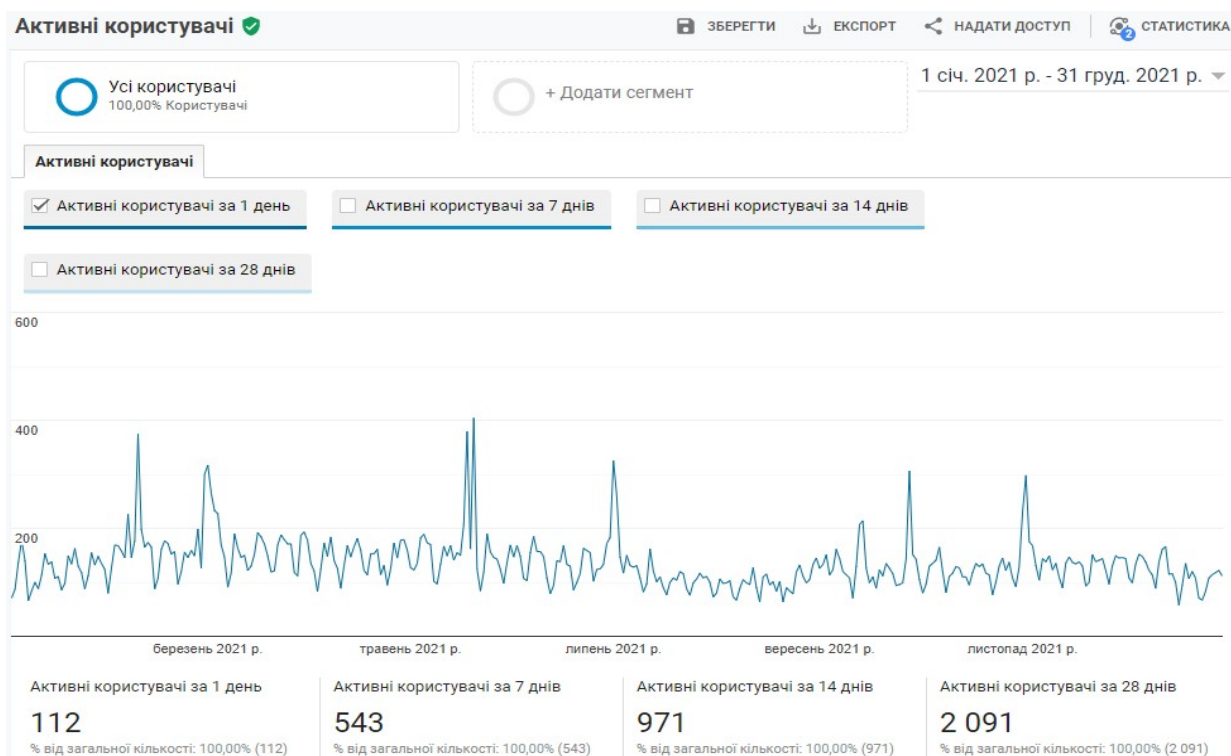 Активні користувачі
ЗБЕРЕГТИ ЕКСПОРТ НАДАТИ ДОСТУП 2 СТАТИСТИКА
Усі користувачі
100,00% Користувачі
+ Додати сегмент
1 січ. 2021 р. - 31 груд. 2021 р.
Активні користувачі
Активні користувачі за 1 день Активні користувачі за 7 днів Активні користувачі за 14 днів
Активні користувачі за 28 днів
600
400
200
березень 2021 р. травень 2021 р. липень 2021 р. вересень 2021 р. листопад 2021 р.
Активні користувачі за 1 день Активні користувачі за 7 днів Активні користувачі за 14 днів Активні користувачі за 28 днів
112 543 971 2 091
% від загальної кількості: 100,00% (112) % від загальної кількості: 100,00% (543) % від загальної кількості: 100,00% (971) % від загальної кількості: 100,00% (2 091)